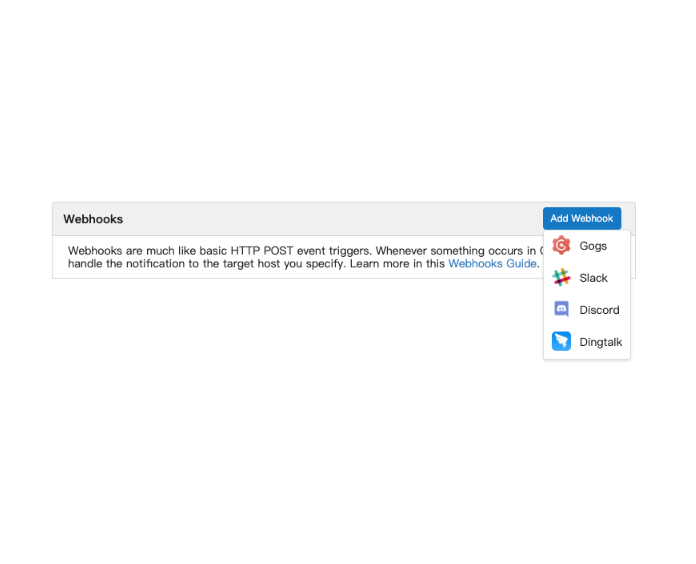 Webhooks
Add Webhook
Webhooks are much like basic HTTP POST event triggers. Whenever something occurs in
handle the notification to the target host you specify. Learn more in this Webhooks Guide.
Gogs
Slack
Discord
Dingtalk